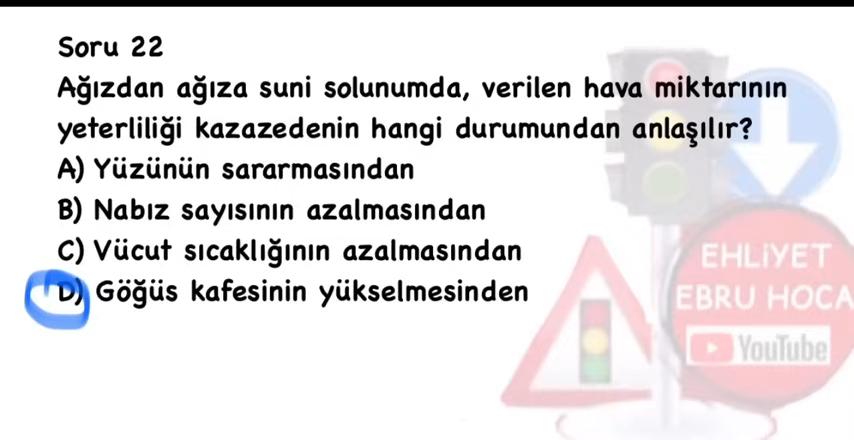 Soru 22
Ağızdan ağıza suni solunumda, verilen hava miktarının
yeterliliği kazazedenin hangi durumundan anlaşılır?
A) Yüzünün sararmasından
B) Nabız sayısının azalmasından
C) Vücut sıcaklığının azalmasından
D) Göğüs kafesinin yükselmesinden
EHLİYET
EBRU HOCA
YouTube